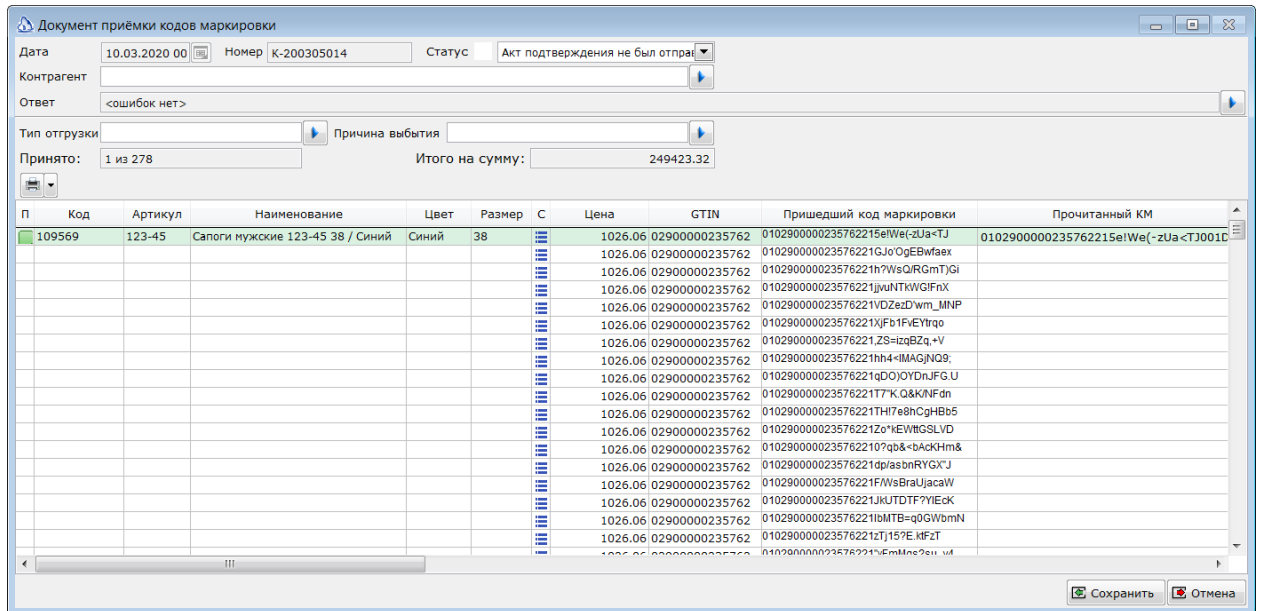 Документ приёмки кодов маркировки
Дата 10.03.2020 00 Номер K-200305014 Статус Акт подтверждения не был отправ
Контрагент
Ответ <ошибок нет>
Тип отгрузки Причина выбытия
Принято: 1 из 278 Итого на сумму: 249423.32
П Код Артикул Наименование Цвет Размер С Цена GTIN Пришедший код маркировки Прочитанный КМ
109569 123-45 Сапоги мужские 123-45 38 / Синий Синий 38 1026.06 02900000235762 0102900000235762215e!We(-zUa<TJ 0102900000235762215e!We(-zUa<TJ001D
1026.06 02900000235762 010290000023576221GJo'OgEBwfaex
1026.06 02900000235762 010290000023576221h?WsQ/RGmT)Gi
1026.06 02900000235762 010290000023576221jjvuNTkWG!FnX
1026.06 02900000235762 010290000023576221VDZezD'wm_MNP
1026.06 02900000235762 010290000023576221XjFb1FvEYtrqo
1026.06 02900000235762 010290000023576221,ZS=izqBZq,+V
1026.06 02900000235762 010290000023576221hh4<IMAGjNQ9;
1026.06 02900000235762 010290000023576221qDO)OYDnJFG.U
1026.06 02900000235762 010290000023576221T7"K.Q&K/NFdn
1026.06 02900000235762 010290000023576221TH!7e8hCgHBb5
1026.06 02900000235762 010290000023576221Zo*kEWttGSLVD
1026.06 02900000235762 0102900000235762210?qb&<bAcKHm&
1026.06 02900000235762 010290000023576221dp/asbnRYGX"J
1026.06 02900000235762 010290000023576221F/WsBraUjacaW
1026.06 02900000235762 010290000023576221JkUTDTF?YIEcK
1026.06 02900000235762 010290000023576221IbMTB=q0GWbmN
1026.06 02900000235762 010290000023576221zTj15?E.ktFzT
Сохранить Отмена